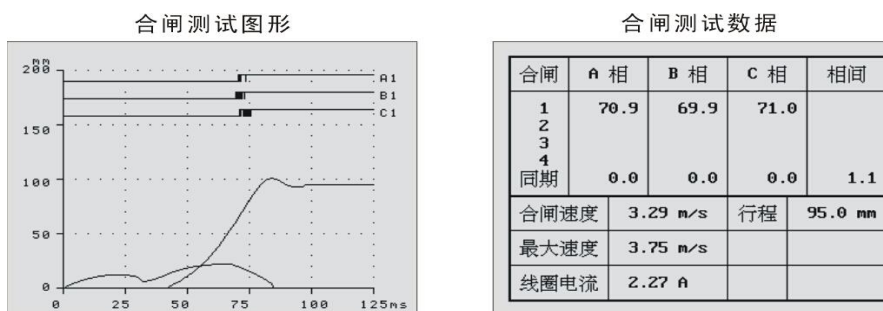 合闸测试图形
mm
200
A1
B1
C1
150
100
50
0
0 25 50 75 100 125ms
合闸测试数据
合闸 A 相 B 相 C 相 相间
1 70.9 69.9 71.0
2
3
4
同期 0.0 0.0 0.0 1.1
合闸速度 3.29 m/s 行程 95.0 mm
最大速度 3.75 m/s
线圈电流 2.27 A